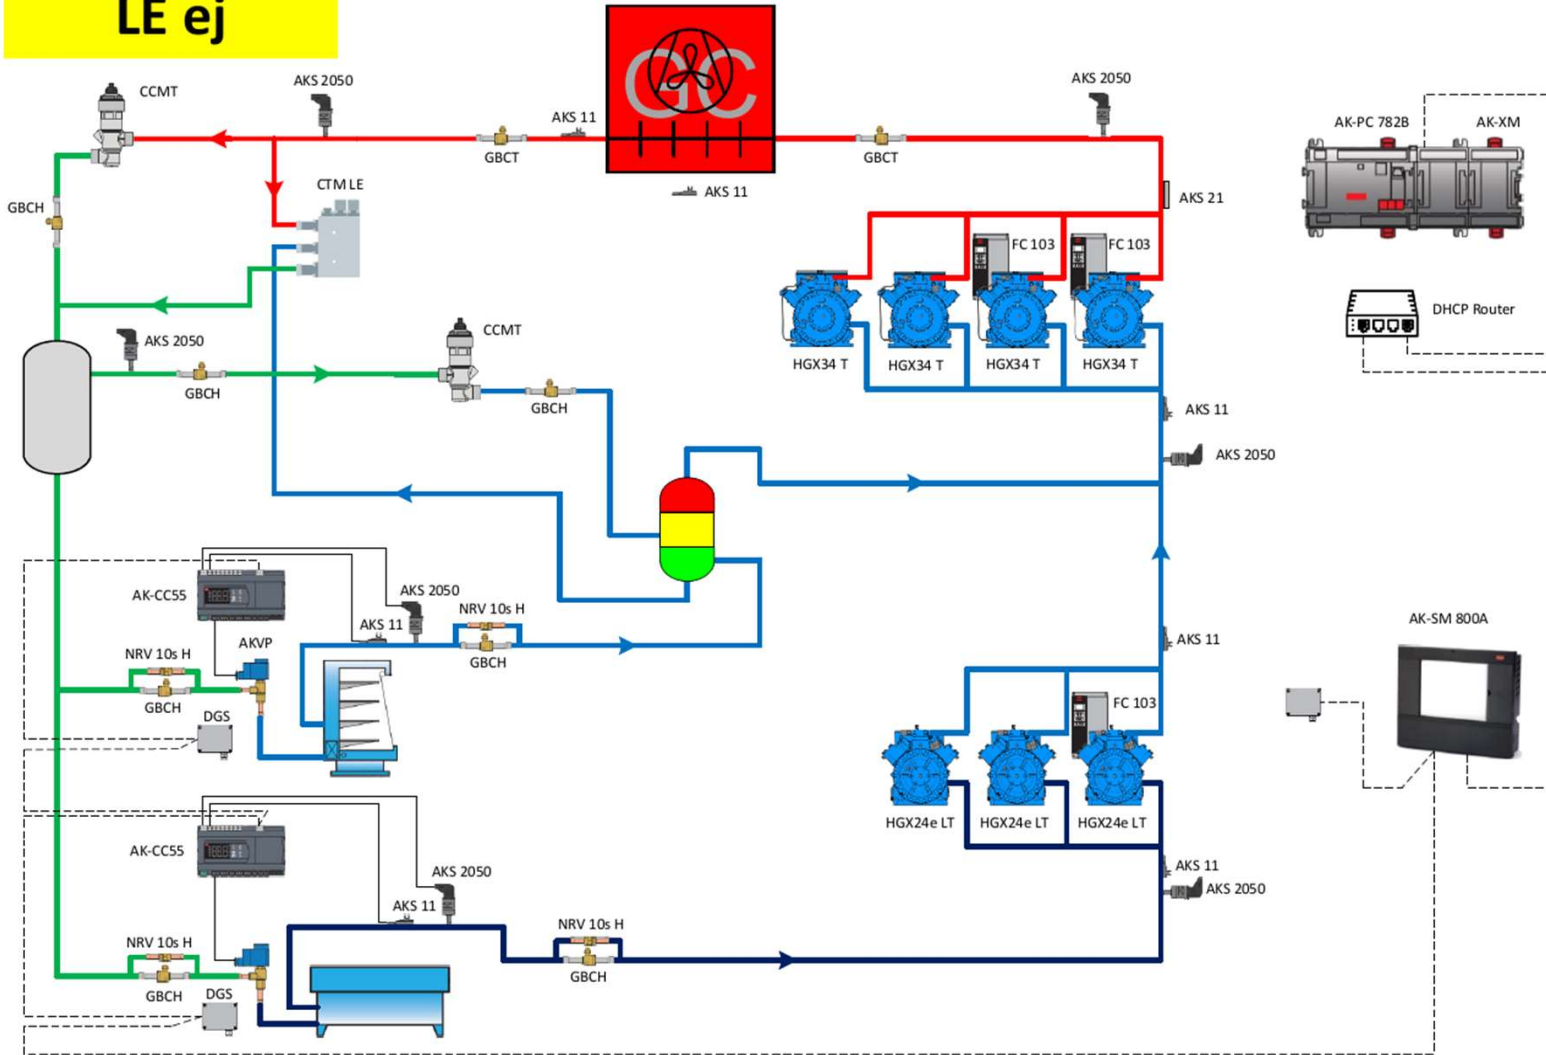 LE ej
CCMT
AKS 2050
GBCT
AKS 11
GC
AKS 11
GBCT
AKS 2050
AK-PC 782B
AK-XM
GBCH
CTM LE
AKS 21
FC 103
FC 103
DHCP Router
HGX34 T
HGX34 T
HGX34 T
HGX34 T
AKS 2050
GBCH
CCMT
GBCH
AKS 11
AKS 2050
AK-CC55
AKS 2050
AKS 11
NRV 10s H
GBCH
NRV 10s H
GBCH
AKVP
DGS
AKS 11
AK-SM 800A
FC 103
HGX24e LT
HGX24e LT
HGX24e LT
AK-CC55
AKS 2050
AKS 11
NRV 10s H
GBCH
AKS 11
AKS 2050
NRV 10s H
GBCH
DGS